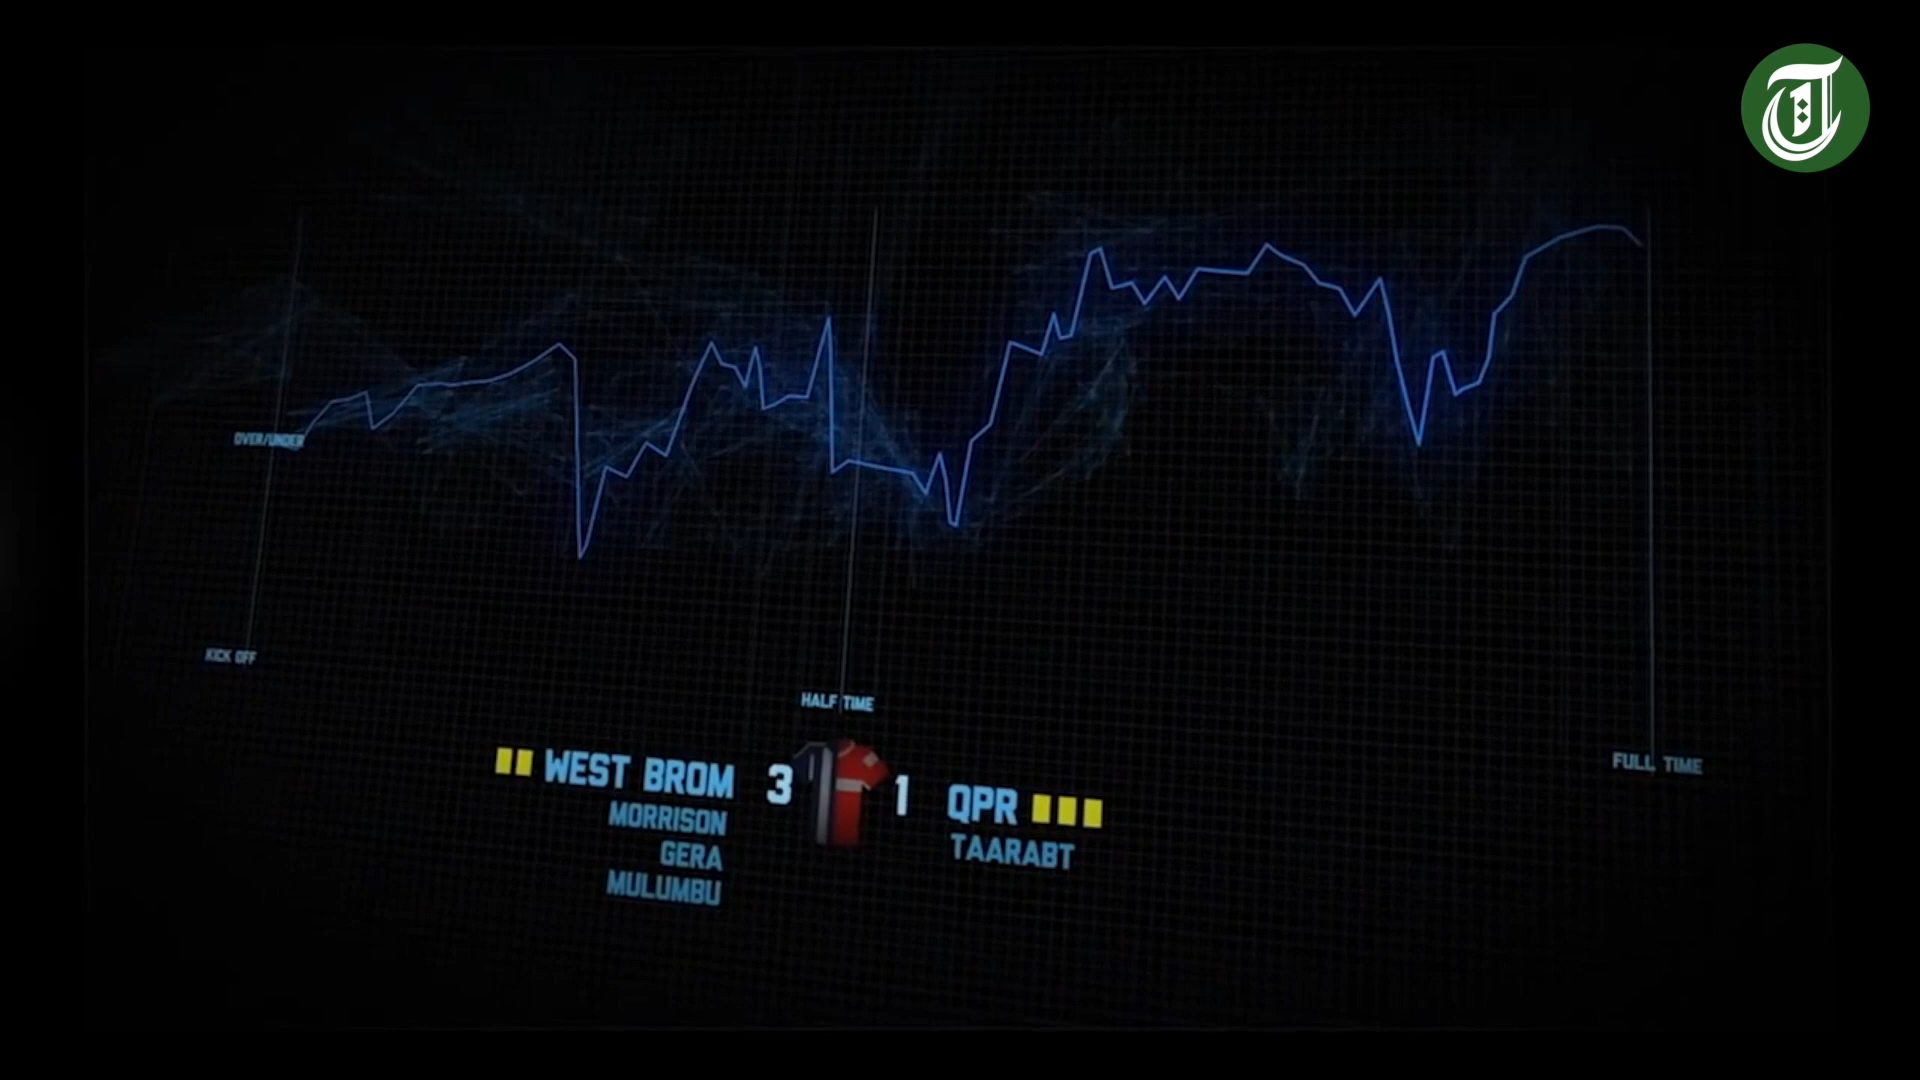 OVER/UNDER
KICK OFF
HALF TIME
FULL TIME
WEST BROM 3 1 QPR
MORRISON
GERA
MULUMBU
TAARABT